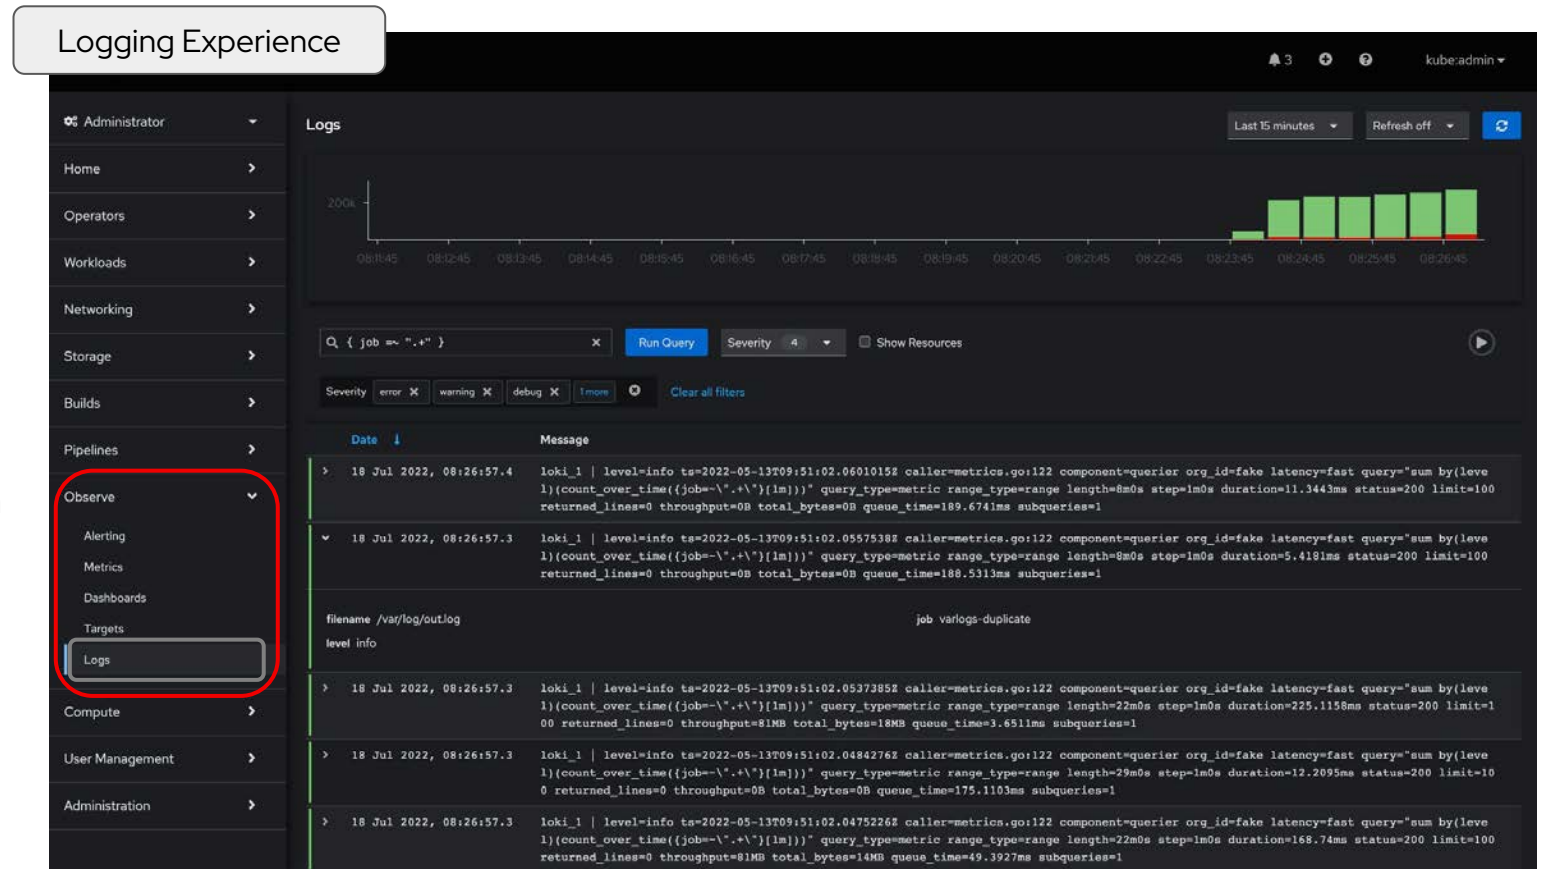 Logging Experience
3
kube:admin
Administrator
Home
Operators
Workloads
Networking
Storage
Builds
Pipelines
Observe
Alerting
Metrics
Dashboards
Targets
Logs
Compute
User Management
Administration
Logs
Last 15 minutes
Refresh off
200k
08:11:45 08:12:45 08:13:45 08:14:45 08:15:45 08:16:45 08:17:45 08:18:45 08:19:45 08:20:45 08:21:45 08:22:45 08:23:45 08:24:45 08:25:45 08:26:45
{ job =~ ".+" }
Run Query
Severity 4
Show Resources
Severity error warning debug 1 more Clear all filters
Date Message
18 Jul 2022, 08:26:57.4 loki_1 | level=info ts=2022-05-13T09:51:02.0601015Z caller=metrics.go:122 component=querier org_id=fake latency=fast query="sum by(leve
l)(count_over_time({job=~\".+\"}[1m]))" query_type=metric range_type=range length=8m0s step=1m0s duration=11.3443ms status=200 limit=100
returned_lines=0 throughput=0B total_bytes=0B queue_time=189.6741ms subqueries=1
18 Jul 2022, 08:26:57.3 loki_1 | level=info ts=2022-05-13T09:51:02.0557538Z caller=metrics.go:122 component=querier org_id=fake latency=fast query="sum by(leve
l)(count_over_time({job=~\".+\"}[1m]))" query_type=metric range_type=range length=8m0s step=1m0s duration=5.4181ms status=200 limit=100
returned_lines=0 throughput=0B total_bytes=0B queue_time=188.5313ms subqueries=1
filename /var/log/out.log job varlogs-duplicate
level info
18 Jul 2022, 08:26:57.3 loki_1 | level=info ts=2022-05-13T09:51:02.0537385Z caller=metrics.go:122 component=querier org_id=fake latency=fast query="sum by(leve
l)(count_over_time({job=~\".+\"}[1m]))" query_type=metric range_type=range length=22m0s step=1m0s duration=225.1158ms status=200 limit=1
00 returned_lines=0 throughput=81MB total_bytes=18MB queue_time=3.6511ms subqueries=1
18 Jul 2022, 08:26:57.3 loki_1 | level=info ts=2022-05-13T09:51:02.0484276Z caller=metrics.go:122 component=querier org_id=fake latency=fast query="sum by(leve
l)(count_over_time({job=~\".+\"}[1m]))" query_type=metric range_type=range length=29m0s step=1m0s duration=12.2095ms status=200 limit=10
0 returned_lines=0 throughput=0B total_bytes=0B queue_time=175.1103ms subqueries=1
18 Jul 2022, 08:26:57.3 loki_1 | level=info ts=2022-05-13T09:51:02.0475226Z caller=metrics.go:122 component=querier org_id=fake latency=fast query="sum by(leve
l)(count_over_time({job=~\".+\"}[1m]))" query_type=metric range_type=range length=22m0s step=1m0s duration=168.74ms status=200 limit=100
returned_lines=0 throughput=81MB total_bytes=14MB queue_time=49.3927ms subqueries=1